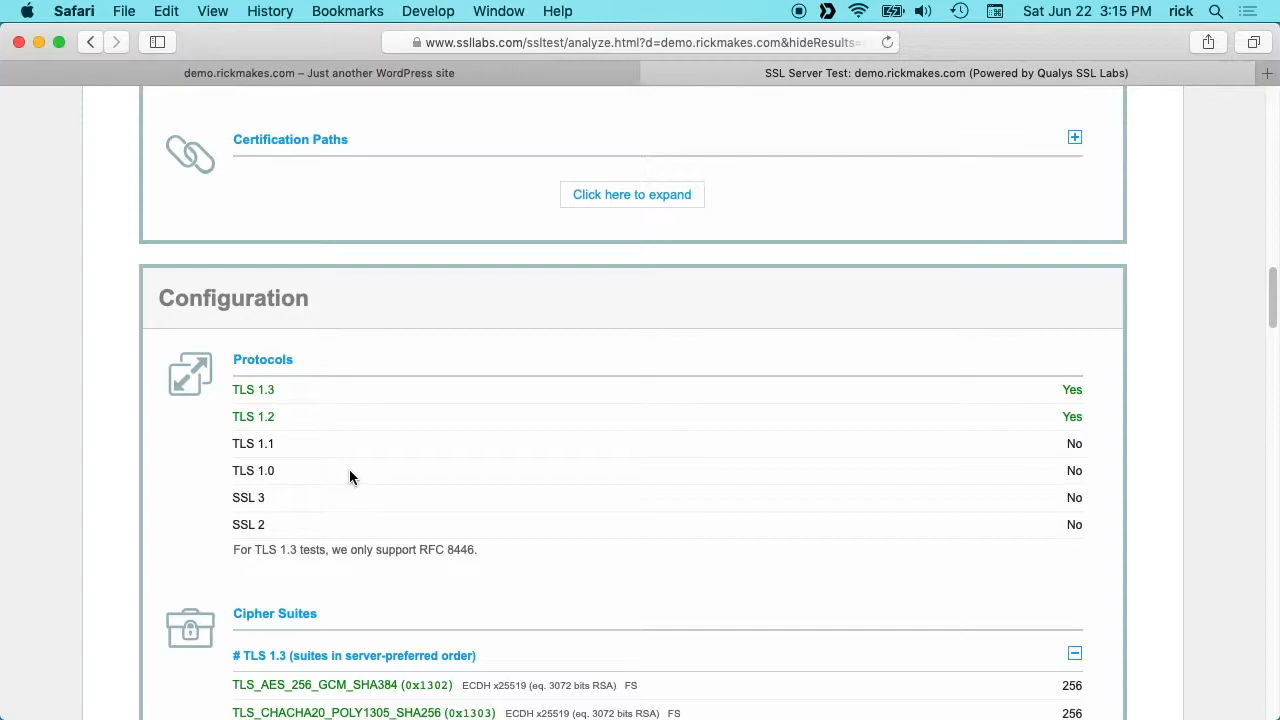 Safari File Edit View History Bookmarks Develop Window Help Sat Jun 22 3:15 PM rick
www.ssllabs.com/ssltest/analyze.html?d=demo.rickmakes.com&hideResults=
demo.rickmakes.com – Just another WordPress site
SSL Server Test: demo.rickmakes.com (Powered by Qualys SSL Labs)
Certification Paths
Click here to expand
Configuration
Protocols
TLS 1.3 Yes
TLS 1.2 Yes
TLS 1.1 No
TLS 1.0 No
SSL 3 No
SSL 2 No
For TLS 1.3 tests, we only support RFC 8446.
Cipher Suites
# TLS 1.3 (suites in server-preferred order)
TLS_AES_256_GCM_SHA384 (0x1302) ECDH x25519 (eq. 3072 bits RSA) FS 256
TLS_CHACHA20_POLY1305_SHA256 (0x1303) ECDH x25519 (eq. 3072 bits RSA) FS 256